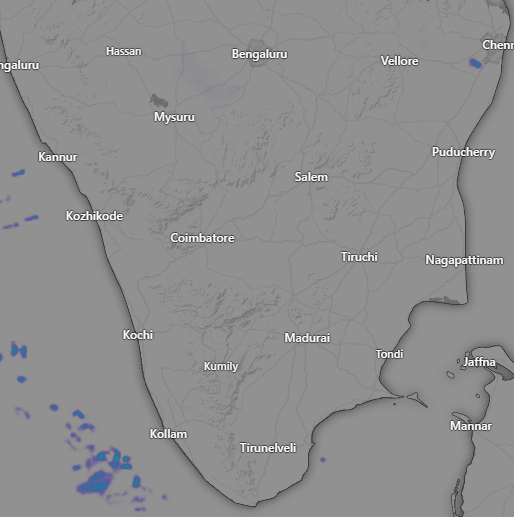 Hassan
Bengaluru
Chenn
Vellore
ngaluru
Mysuru
Kannur
Puducherry
Salem
Kozhikode
Coimbatore
Tiruchi
Nagapattinam
Kochi
Madurai
Tondi
Jaffna
Kumily
Mannar
Kollam
Tirunelveli